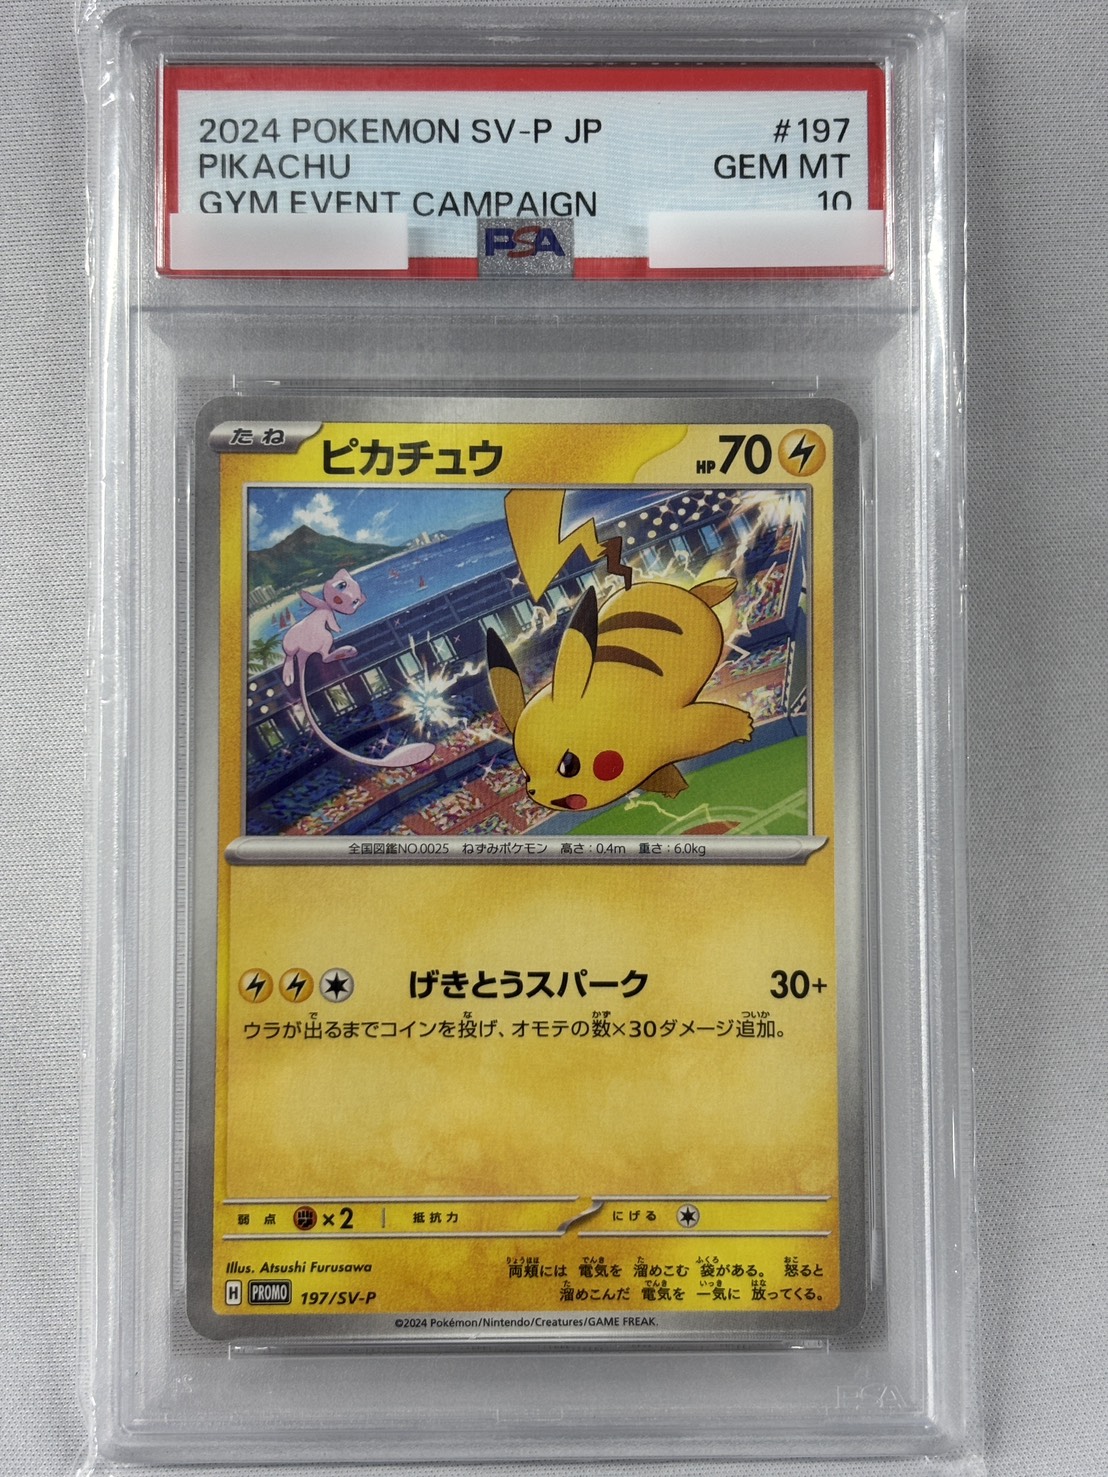 2024 POKEMON SV-P JP #197
PIKACHU GEM MT
GYM EVENT CAMPAIGN 10
PSA
たね ピカチュウ HP70
全国図鑑NO.0025 ねずみポケモン 高さ:0.4m 重さ:6.0kg
げきとうスパーク 30+
ウラが出るまでコインを投げ、オモテの数×30ダメージ追加。
弱点 ×2 抵抗力 にげる
Illus. Atsushi Furusawa
両頬には 電気を 溜めこむ 袋がある。 怒ると
溜めこんだ 電気を 一気に 放ってくる。
H PROMO 197/SV-P
©2024 Pokémon/Nintendo/Creatures/GAME FREAK.
PSA